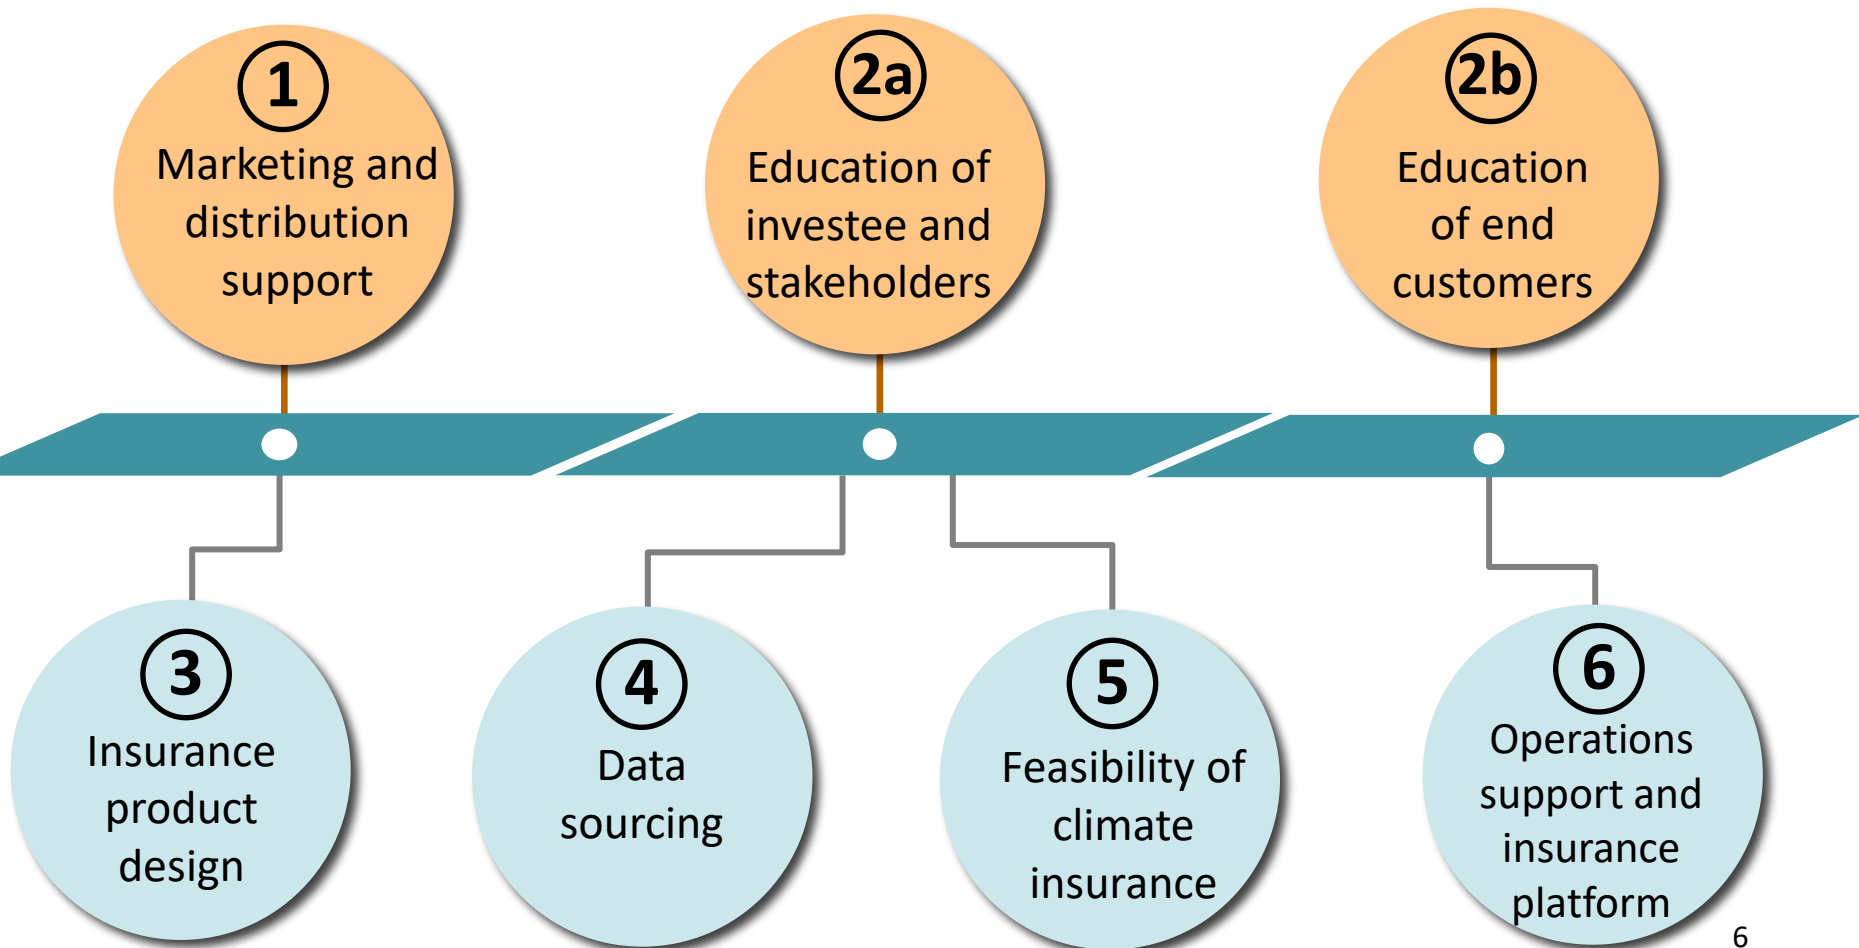 1
Marketing and
distribution
support
2a
Education of
investee and
stakeholders
2b
Education
of end
customers
3
Insurance
product
design
4
Data
sourcing
5
Feasibility of
climate
insurance
6
Operations
support and
insurance
platform
6